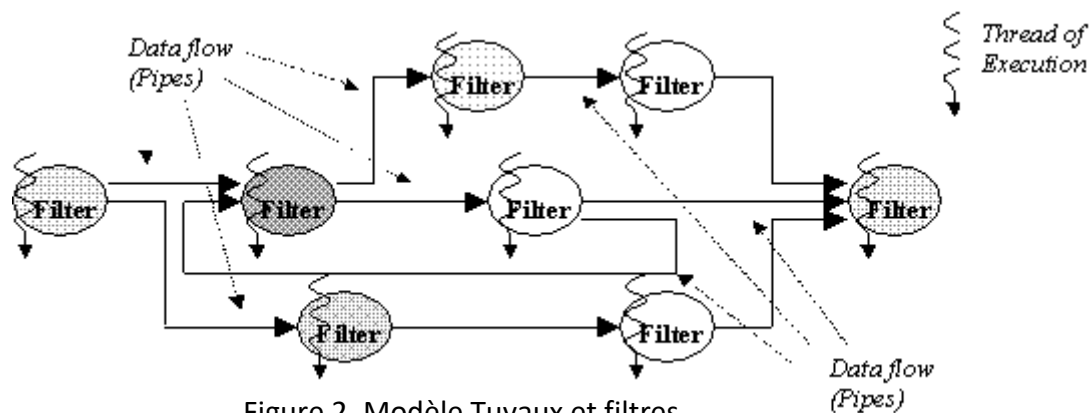 Data flow
(Pipes)
Thread of
Execution
Filter
Filter
Filter
Filter
Filter
Filter
Filter
Filter
Data flow
(Pipes)
Figure 2. Modèle Tuyaux et filtres